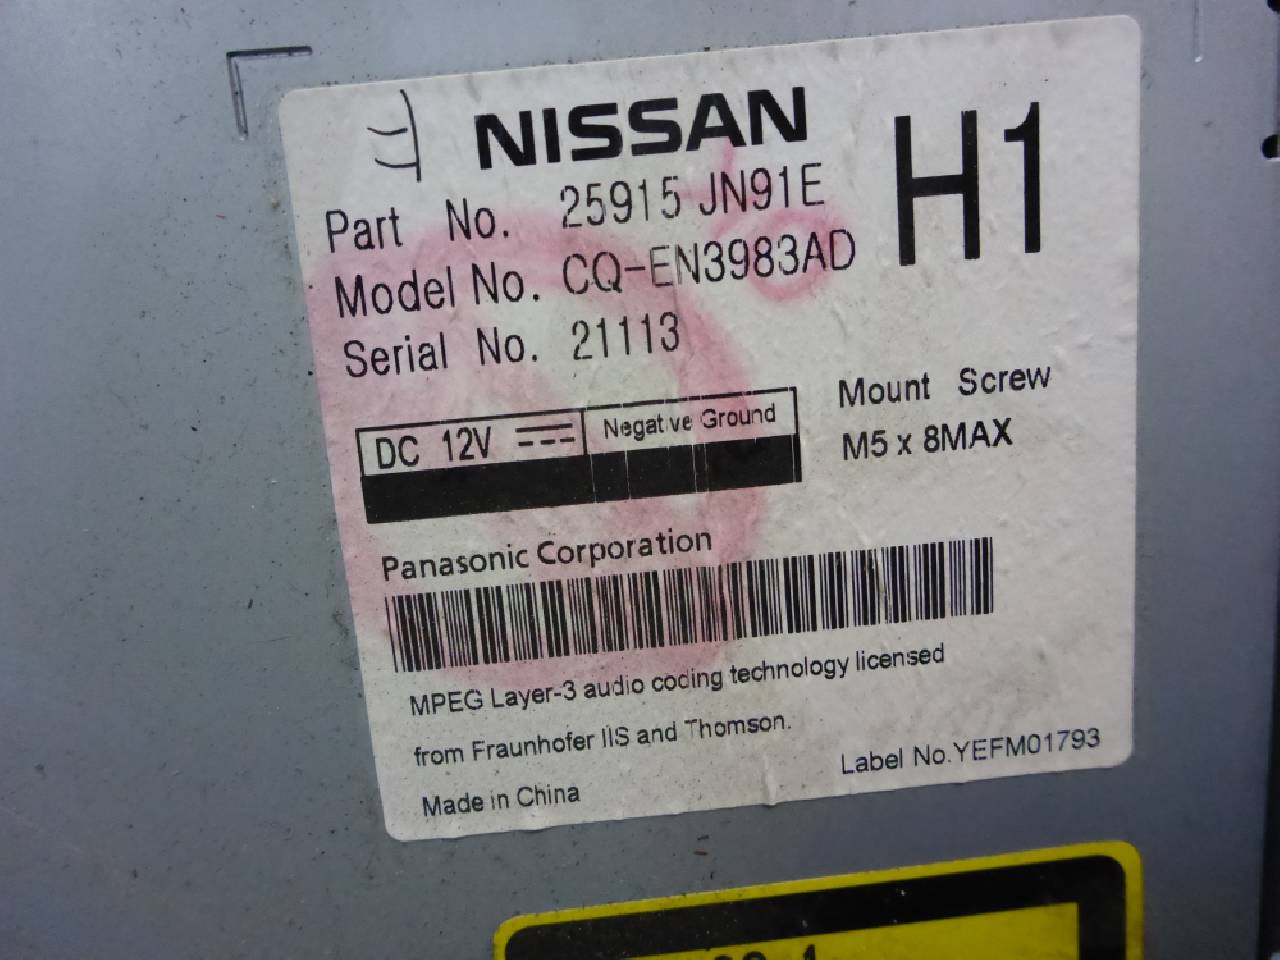 NISSAN
H1
Part No. 25915 JN91E
Model No. CQ-EN3983AD
Serial No. 21113
DC 12V
Negative Ground
Mount Screw
M5 x 8MAX
Panasonic Corporation
MPEG Layer-3 audio coding technology licensed
from Fraunhofer IIS and Thomson.
Label No.YEFM01793
Made in China